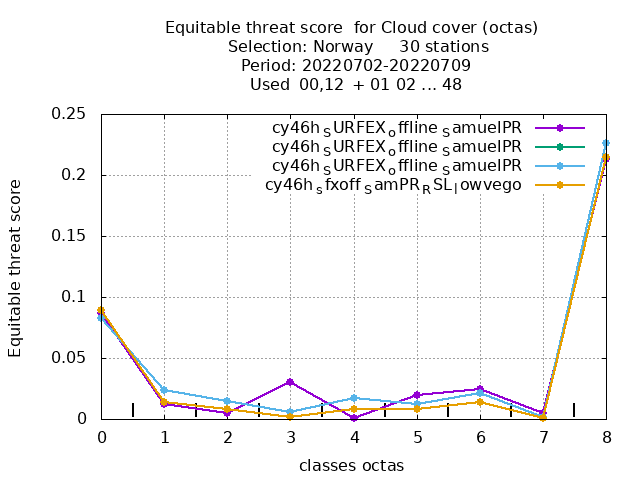 Equitable threat score for Cloud cover (octas)
Selection: Norway 30 stations
Period: 20220702-20220709
Used 00,12 + 01 02 ... 48
cy46h_SURFEX_offline_SamuelPR
cy46h_SURFEX_offline_SamuelPR
cy46h_SURFEX_offline_SamuelPR
cy46h_sfxoff_SamPR_RSL_lowvego
0.25
0.2
0.15
0.1
0.05
0
Equitable threat score
0 1 2 3 4 5 6 7 8
classes octas